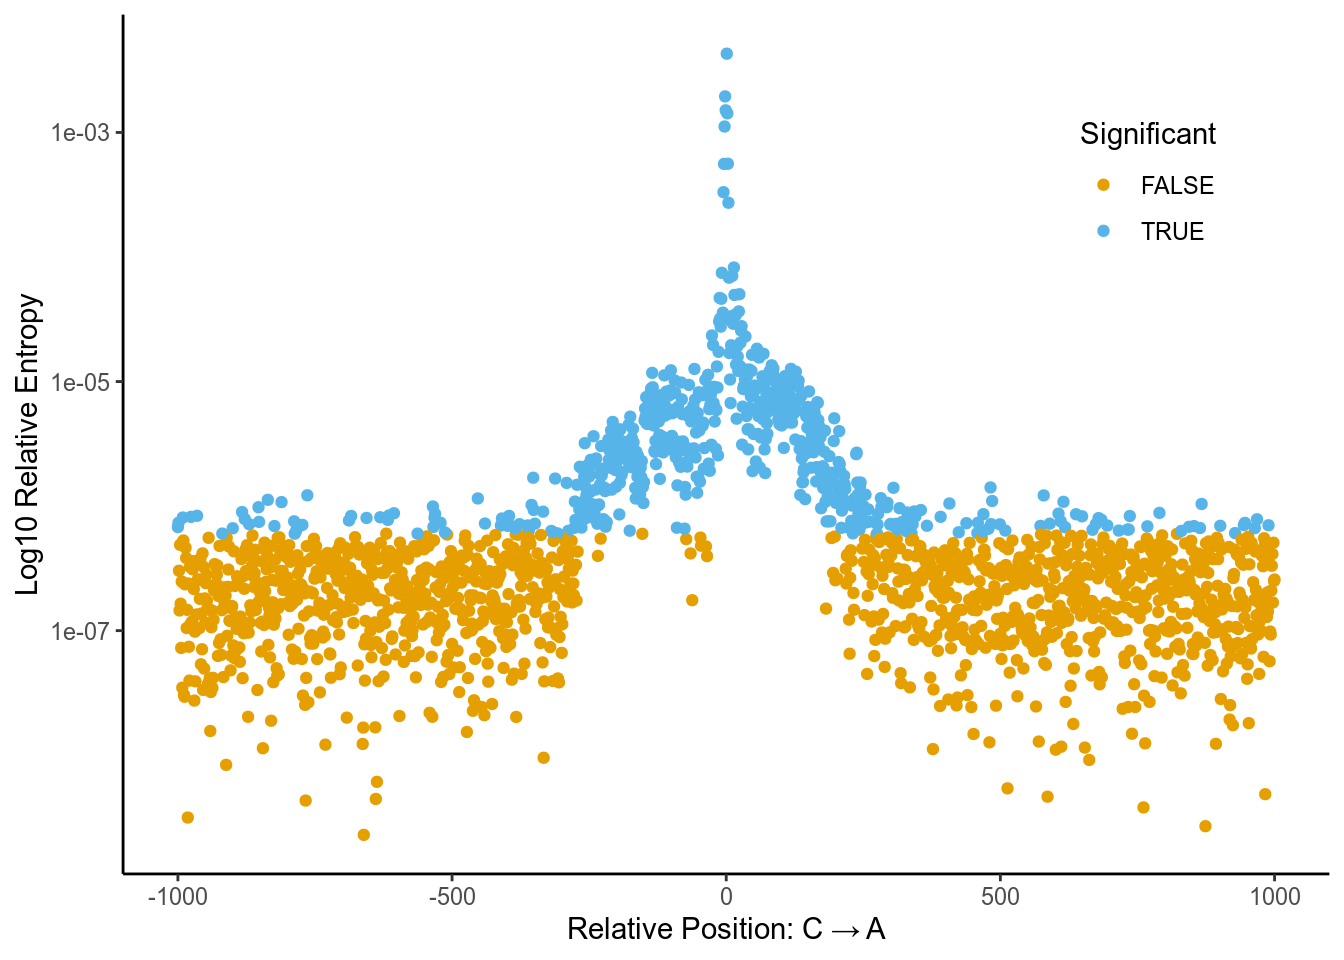 1e-03
1e-05
1e-07
Log10 Relative Entropy
Significant
FALSE
TRUE
-1000
-500
0
500
1000
Relative Position: C → A